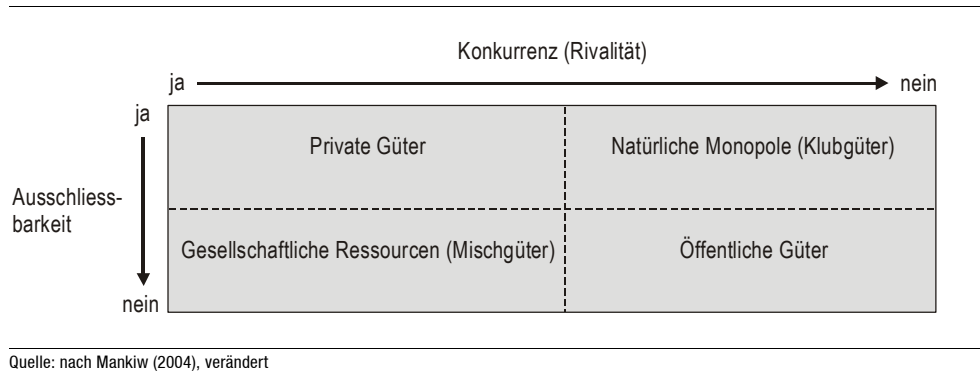 Konkurrenz (Rivalität)
ja
nein
ja
Private Güter
Natürliche Monopole (Klubgüter)
Ausschliess-
barkeit
Gesellschaftliche Ressourcen (Mischgüter)
Öffentliche Güter
nein
Quelle: nach Mankiw (2004), verändert